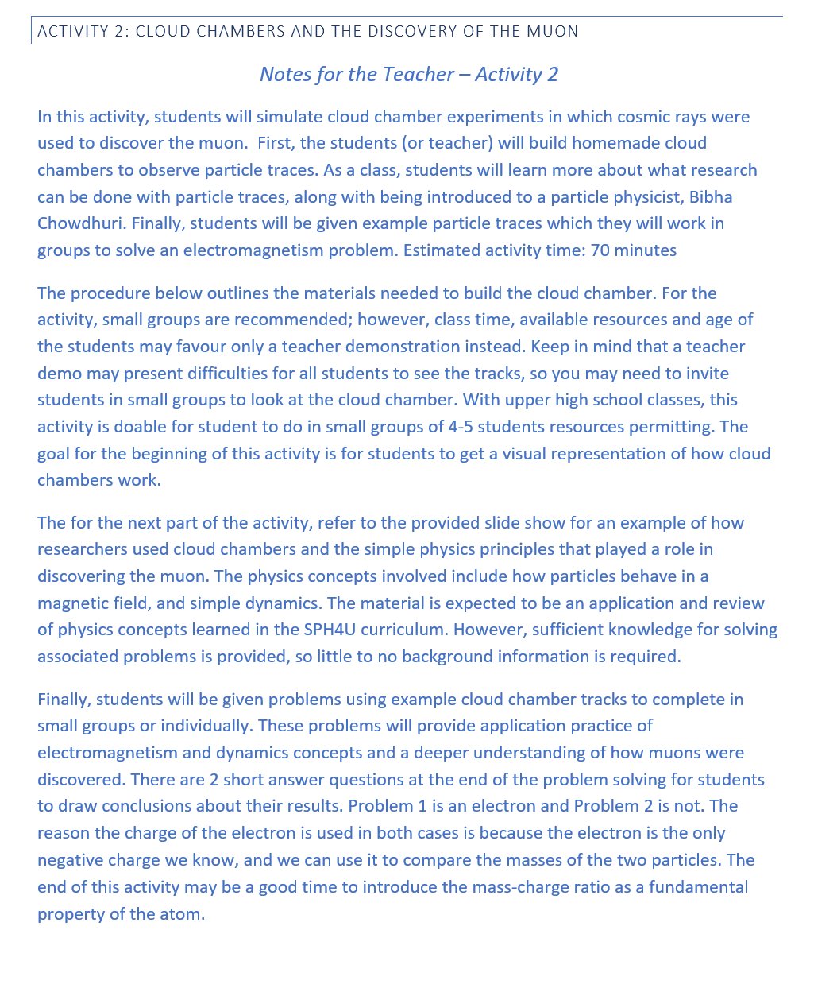 ACTIVITY 2: CLOUD CHAMBERS AND THE DISCOVERY OF THE MUON
Notes for the Teacher – Activity 2
In this activity, students will simulate cloud chamber experiments in which cosmic rays were
used to discover the muon.  First, the students (or teacher) will build homemade cloud
chambers to observe particle traces. As a class, students will learn more about what research
can be done with particle traces, along with being introduced to a particle physicist, Bibha
Chowdhuri. Finally, students will be given example particle traces which they will work in
groups to solve an electromagnetism problem. Estimated activity time: 70 minutes
The procedure below outlines the materials needed to build the cloud chamber. For the
activity, small groups are recommended; however, class time, available resources and age of
the students may favour only a teacher demonstration instead. Keep in mind that a teacher
demo may present difficulties for all students to see the tracks, so you may need to invite
students in small groups to look at the cloud chamber. With upper high school classes, this
activity is doable for student to do in small groups of 4-5 students resources permitting. The
goal for the beginning of this activity is for students to get a visual representation of how cloud
chambers work.
The for the next part of the activity, refer to the provided slide show for an example of how
researchers used cloud chambers and the simple physics principles that played a role in
discovering the muon. The physics concepts involved include how particles behave in a
magnetic field, and simple dynamics. The material is expected to be an application and review
of physics concepts learned in the SPH4U curriculum. However, sufficient knowledge for solving
associated problems is provided, so little to no background information is required.
Finally, students will be given problems using example cloud chamber tracks to complete in
small groups or individually. These problems will provide application practice of
electromagnetism and dynamics concepts and a deeper understanding of how muons were
discovered. There are 2 short answer questions at the end of the problem solving for students
to draw conclusions about their results. Problem 1 is an electron and Problem 2 is not. The
reason the charge of the electron is used in both cases is because the electron is the only
negative charge we know, and we can use it to compare the masses of the two particles. The
end of this activity may be a good time to introduce the mass-charge ratio as a fundamental
property of the atom.